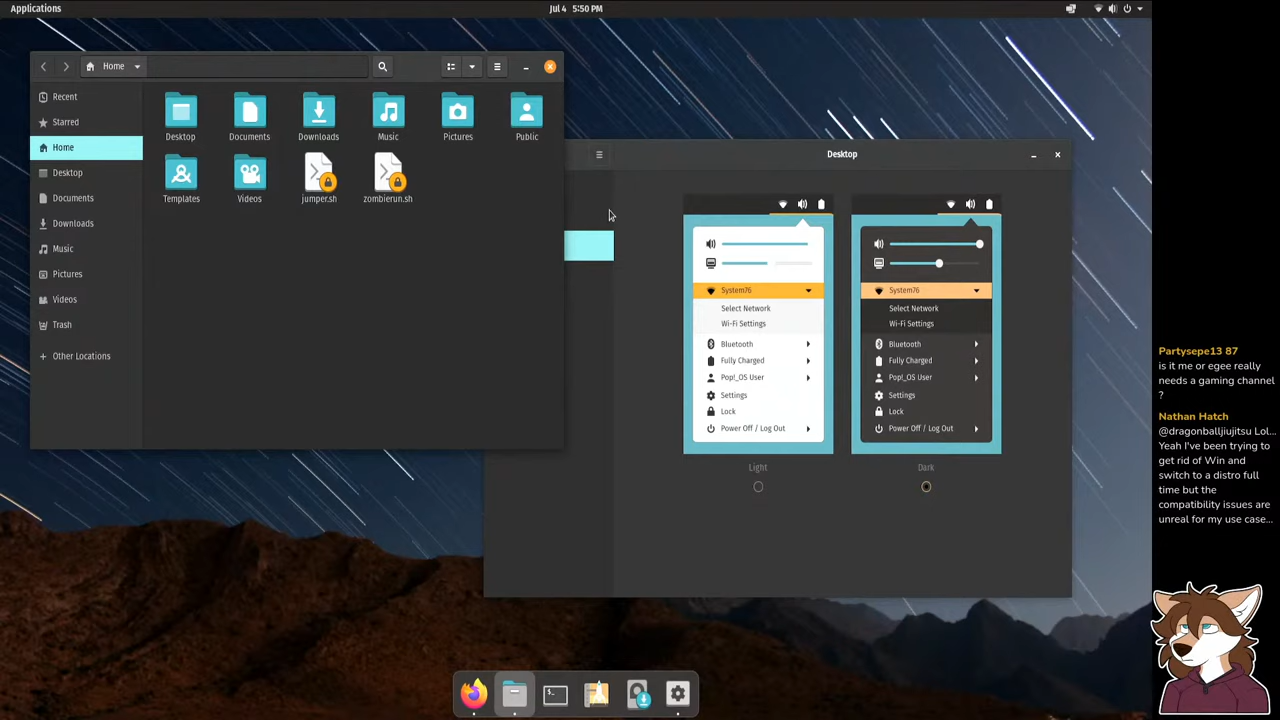 Applications
Jul 4 5:50 PM
Home
Recent
Starred
Home
Desktop
Documents
Downloads
Music
Pictures
Videos
Trash
Other Locations
Desktop
Documents
Downloads
Music
Pictures
Public
Templates
Videos
jumper.sh
zombierun.sh
Desktop
System76
Select Network
Wi-Fi Settings
Bluetooth
Fully Charged
Pop!_OS User
Settings
Lock
Power Off / Log Out
Light
System76
Select Network
Wi-Fi Settings
Bluetooth
Fully Charged
Pop!_OS User
Settings
Lock
Power Off / Log Out
Dark
Partysepe13 87
is it me or egee really
needs a gaming channel
?
Nathan Hatch
@dragonballjiujitsu Lol...
Yeah I've been trying to
get rid of Win and
switch to a distro full
time but the
compatibility issues are
unreal for my use case...